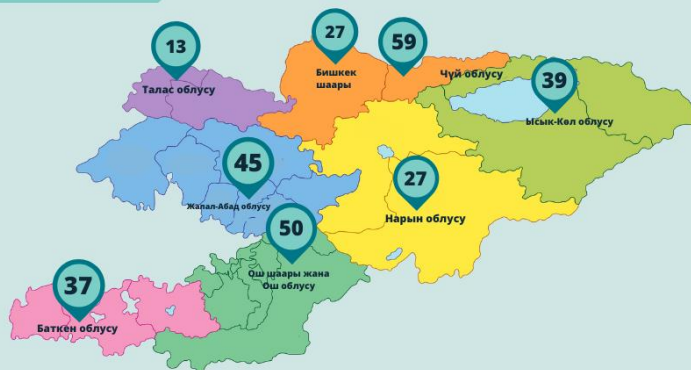 27
59
13
Бишкек
шаары
Чүй облусу
39
Талас облусу
Ысык-Көл облусу
45
27
Жалал-Абад облусу
Нарын облусу
50
Ош шаары жана
Ош облусу
37
Баткен облусу